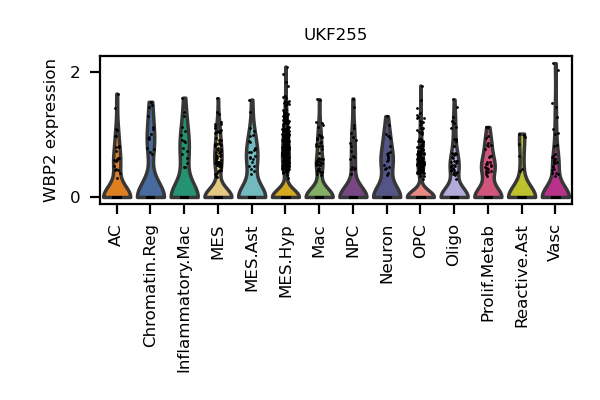 UKF255
WBP2 expression
2
0
AC
Chromatin.Reg
Inflammatory.Mac
MES
MES.Ast
MES.Hyp
Mac
NPC
Neuron
OPC
Oligo
Prolif.Metab
Reactive.Ast
Vasc